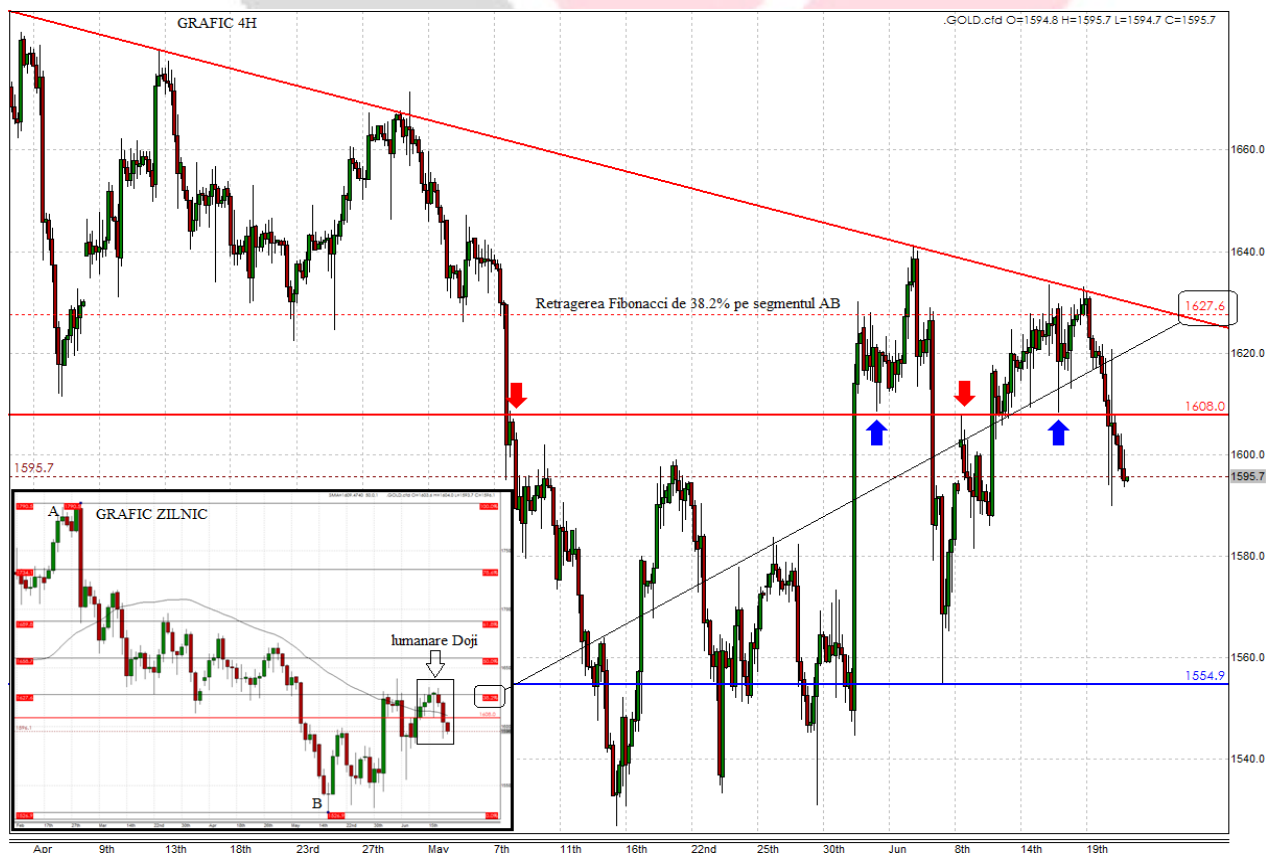 GRAFIC 4H
.GOLD.cfd O=1594.8 H=1595.7 L=1594.7 C=1595.7
1660.0
1640.0
Retragerea Fibonacci de 38.2% pe segmentul AB
1627.6
1620.0
1608.0
1600.0
1595.7
1595.7
1580.0
1560.0
1554.9
1540.0
A
GRAFIC ZILNIC
lumanare Doji
1608.0
B
Apr 9th 13th 18th 23rd 27th May 7th 11th 16th 22nd 25th 30th Jun 8th 14th 19th